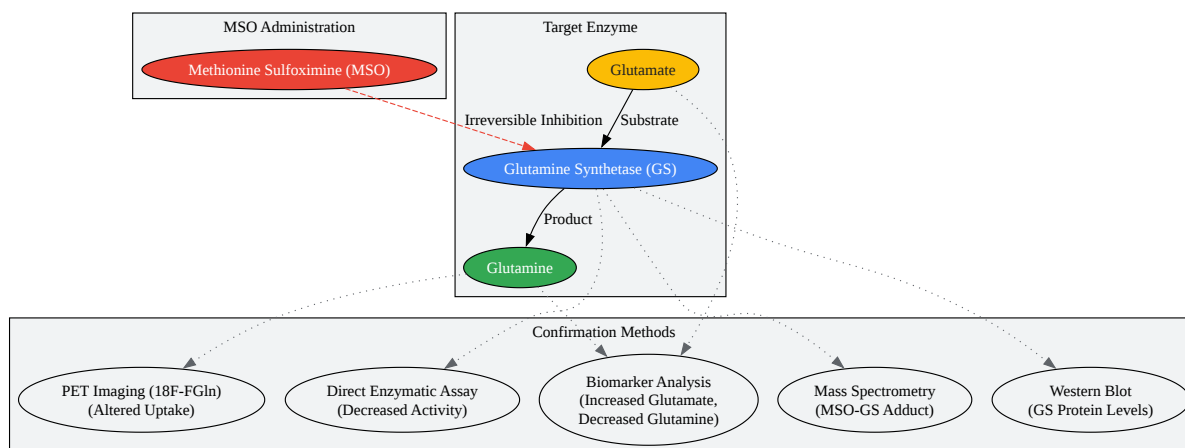 MSO Administration
Target Enzyme
Methionine Sulfoximine (MSO)
Glutamate
Irreversible Inhibition
Substrate
Glutamine Synthetase (GS)
Product
Glutamine
Confirmation Methods
PET Imaging (18F-FGln)
(Altered Uptake)
Direct Enzymatic Assay
(Decreased Activity)
Biomarker Analysis
(Increased Glutamate,
Decreased Glutamine)
Mass Spectrometry
(MSO-GS Adduct)
Western Blot
(GS Protein Levels)